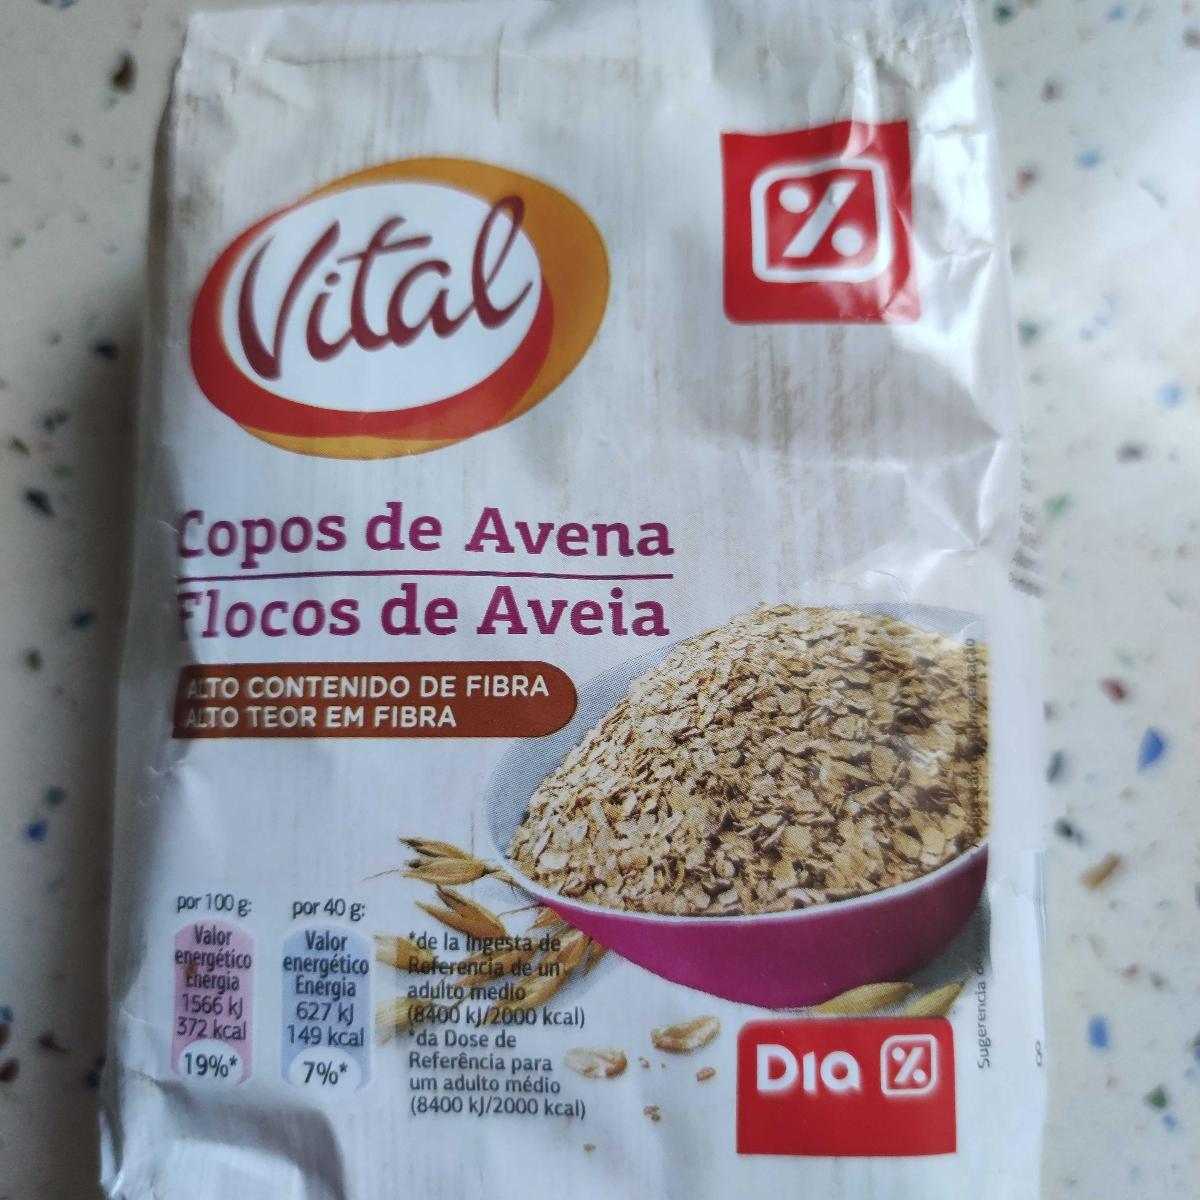 Vital
%
Copos de Avena
Flocos de Aveia
ALTO CONTENIDO DE FIBRA
ALTO TEOR EM FIBRA
por 100 g:
Valor
energético
Energia
1566 kJ
372 kcal
19%*
por 40 g:
Valor
energético
Energia
627 kJ
149 kcal
7%*
*de la Ingesta de
Referencia de un
adulto medio
(8400 kJ/2000 kcal)
*da Dose de
Referência para
um adulto médio
(8400 kJ/2000 kcal)
Dia %
Sugerencia